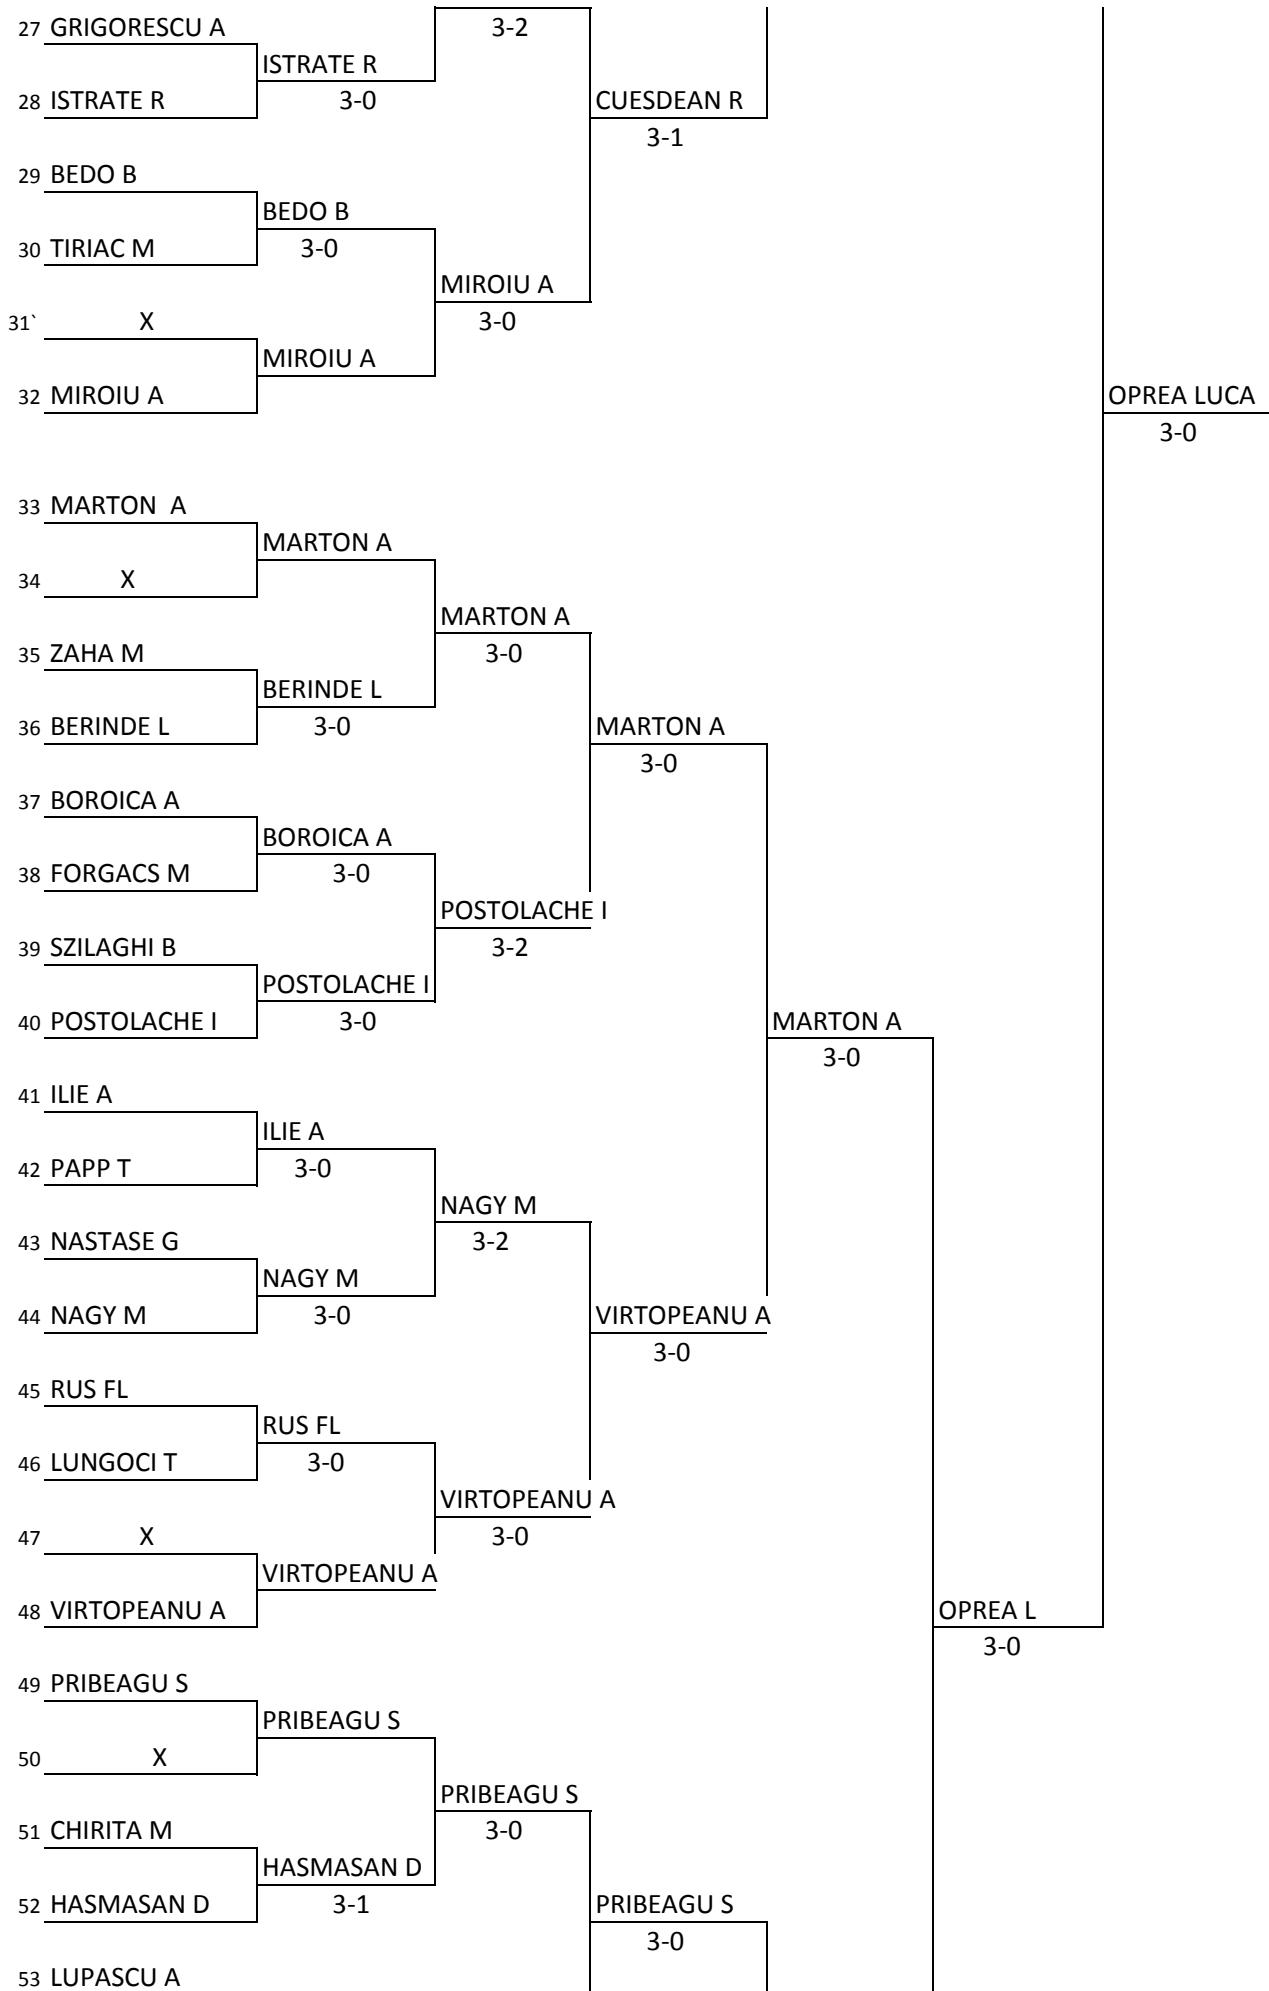 27 GRIGORESCU A
3-2
ISTRATE R
28 ISTRATE R
3-0
CUESDEAN R
3-1
29 BEDO B
BEDO B
30 TIRIAC M
3-0
MIROIU A
31` X
3-0
MIROIU A
32 MIROIU A
OPREA LUCA
3-0
33 MARTON A
MARTON A
34 X
MARTON A
35 ZAHA M
3-0
BERINDE L
36 BERINDE L
3-0
MARTON A
3-0
37 BOROICA A
BOROICA A
38 FORGACS M
3-0
POSTOLACHE I
39 SZILAGHI B
3-2
POSTOLACHE I
40 POSTOLACHE I
3-0
MARTON A
3-0
41 ILIE A
ILIE A
42 PAPP T
3-0
NAGY M
43 NASTASE G
3-2
NAGY M
44 NAGY M
3-0
VIRTOPEANU A
3-0
45 RUS FL
RUS FL
46 LUNGOCI T
3-0
VIRTOPEANU A
47 X
3-0
VIRTOPEANU A
48 VIRTOPEANU A
OPREA L
3-0
49 PRIBEAGU S
PRIBEAGU S
50 X
PRIBEAGU S
51 CHIRITA M
3-0
HASMASAN D
52 HASMASAN D
3-1
PRIBEAGU S
3-0
53 LUPASCU A